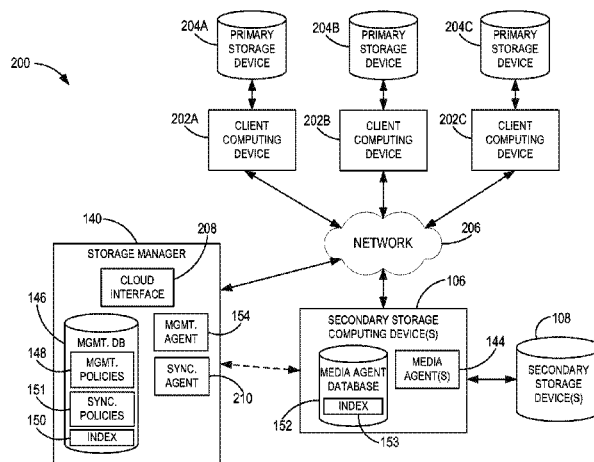 204A
PRIMARY
STORAGE
DEVICE
204B
PRIMARY
STORAGE
DEVICE
204C
PRIMARY
STORAGE
DEVICE
200
202A
CLIENT
COMPUTING
DEVICE
202B
CLIENT
COMPUTING
DEVICE
202C
CLIENT
COMPUTING
DEVICE
NETWORK
206
140
208
STORAGE MANAGER
CLOUD
INTERFACE
146
MGMT. DB
148
MGMT.
POLICIES
151
SYNC.
POLICIES
150
INDEX
MGMT.
AGENT
154
SYNC.
AGENT
210
106
SECONDARY STORAGE
COMPUTING DEVICE(S)
MEDIA AGENT
DATABASE
INDEX
152
153
144
MEDIA
AGENT(S)
108
SECONDARY
STORAGE
DEVICE(S)